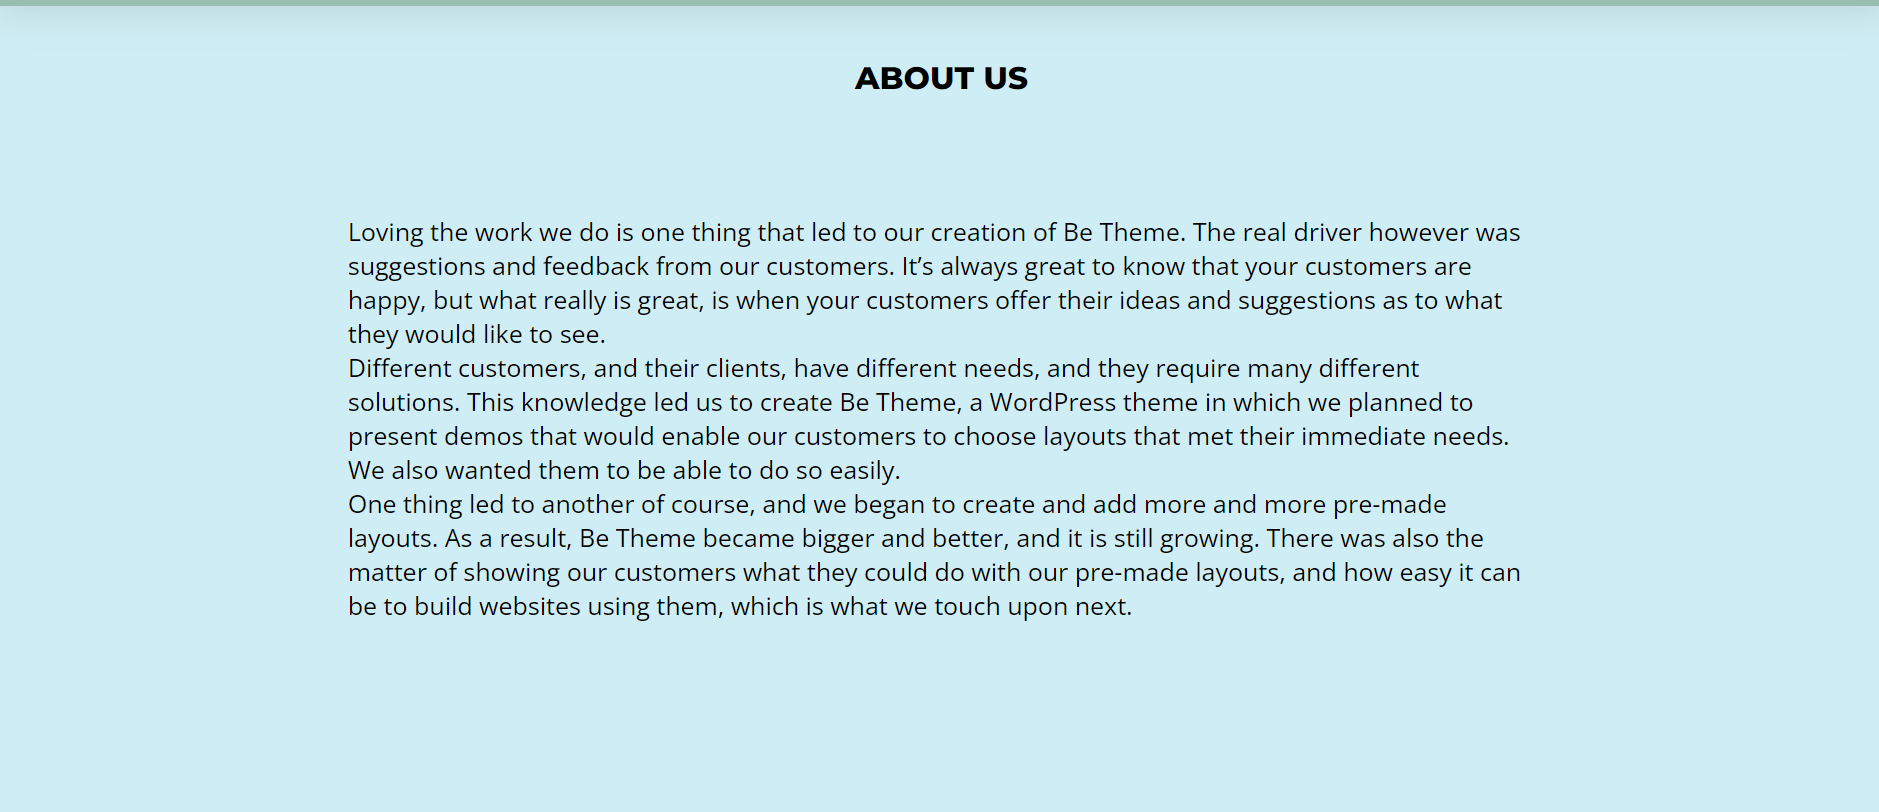 ABOUT US
Loving the work we do is one thing that led to our creation of Be Theme. The real driver however was
suggestions and feedback from our customers. It’s always great to know that your customers are
happy, but what really is great, is when your customers offer their ideas and suggestions as to what
they would like to see.
Different customers, and their clients, have different needs, and they require many different
solutions. This knowledge led us to create Be Theme, a WordPress theme in which we planned to
present demos that would enable our customers to choose layouts that met their immediate needs.
We also wanted them to be able to do so easily.
One thing led to another of course, and we began to create and add more and more pre-made
layouts. As a result, Be Theme became bigger and better, and it is still growing. There was also the
matter of showing our customers what they could do with our pre-made layouts, and how easy it can
be to build websites using them, which is what we touch upon next.